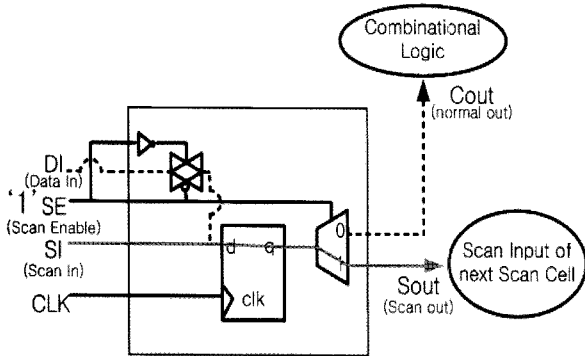 Combinational
Logic
Cout
(normal out)
DI
(Data In)
'1' SE
(Scan Enable)
SI
(Scan In)
CLK
d q
clk
0
1
Sout
(Scan out)
Scan Input of
next Scan Cell